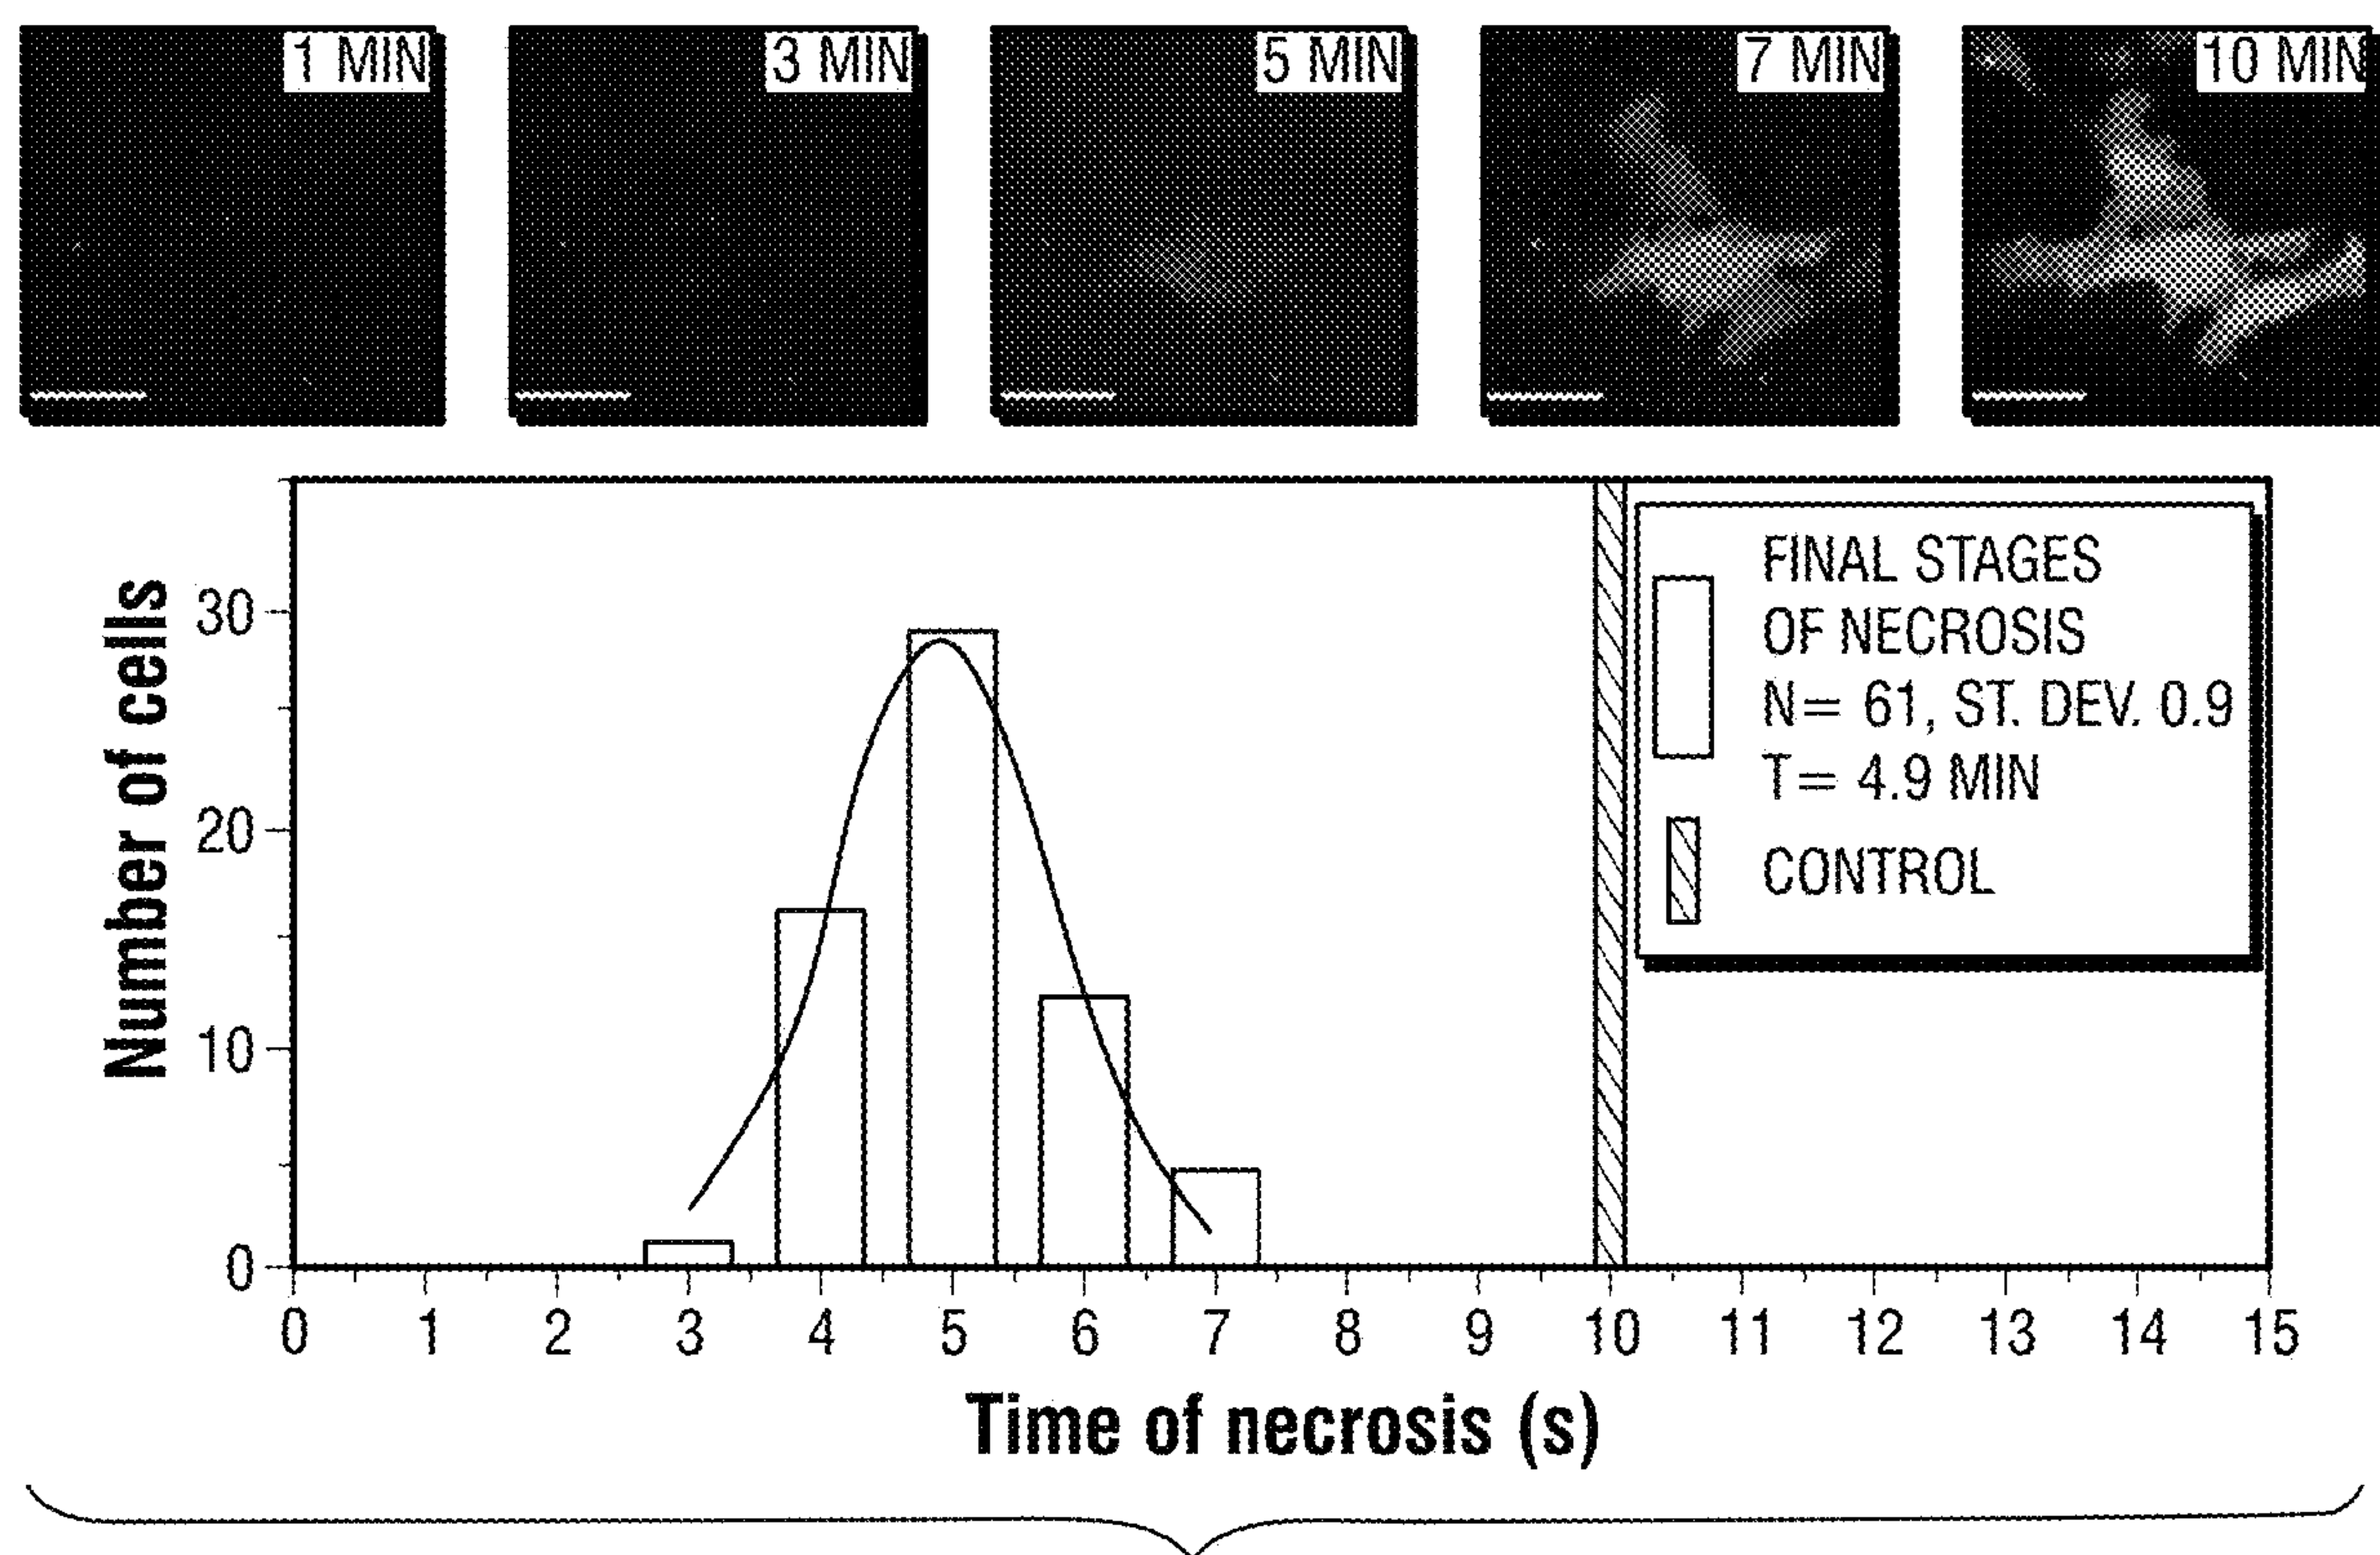 1 MIN
3 MIN
5 MIN
7 MIN
10 MIN
FINAL STAGES
OF NECROSIS
N= 61, ST. DEV. 0.9
T= 4.9 MIN
CONTROL
Number of cells
30
20
10
0
0 1 2 3 4 5 6 7 8 9 10 11 12 13 14 15
Time of necrosis (s)